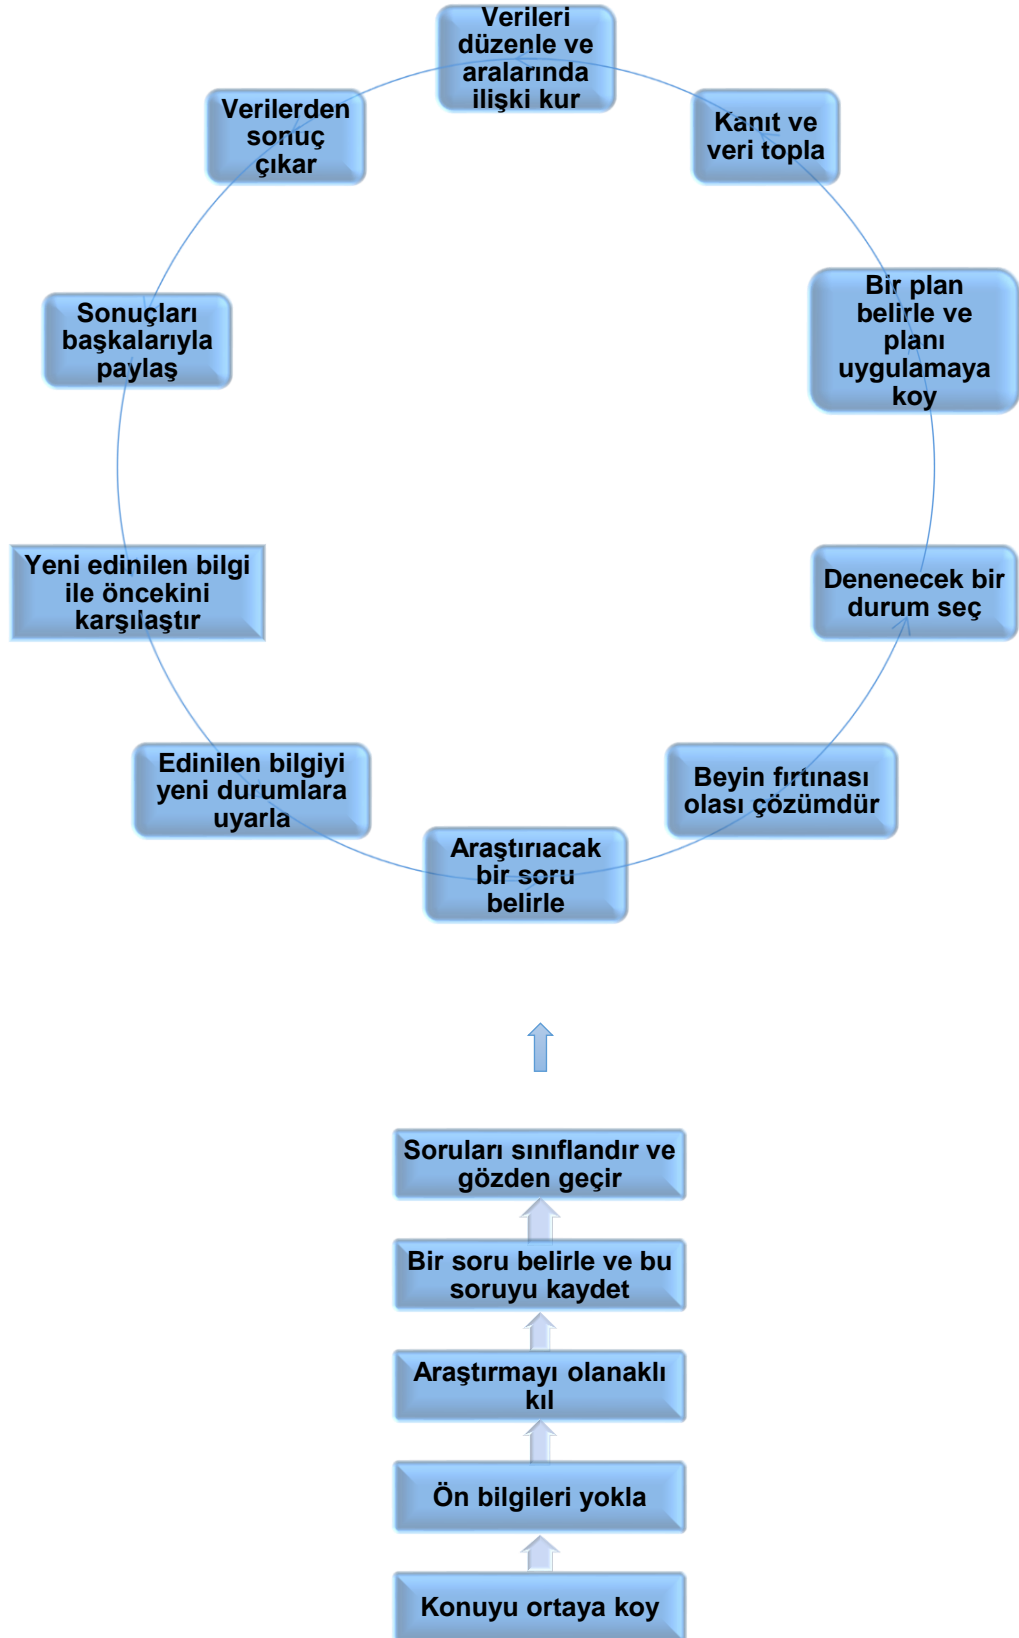 Verileri
düzenle ve
aralarında
ilişki kur
Verilerden
sonuç
çıkar
Kanıt ve
veri topla
Sonuçları
başkalarıyla
paylaş
Bir plan
belirle ve
planı
uygulamaya
koy
Yeni edinilen bilgi
ile öncekini
karşılaştır
Denenecek bir
durum seç
Edinilen bilgiyi
yeni durumlara
uyarla
Beyin fırtınası
olası çözümdür
Araştırıacak
bir soru
belirle
Soruları sınıflandır ve
gözden geçir
Bir soru belirle ve bu
soruyu kaydet
Araştırmayı olanaklı
kıl
Ön bilgileri yokla
Konuyu ortaya koy